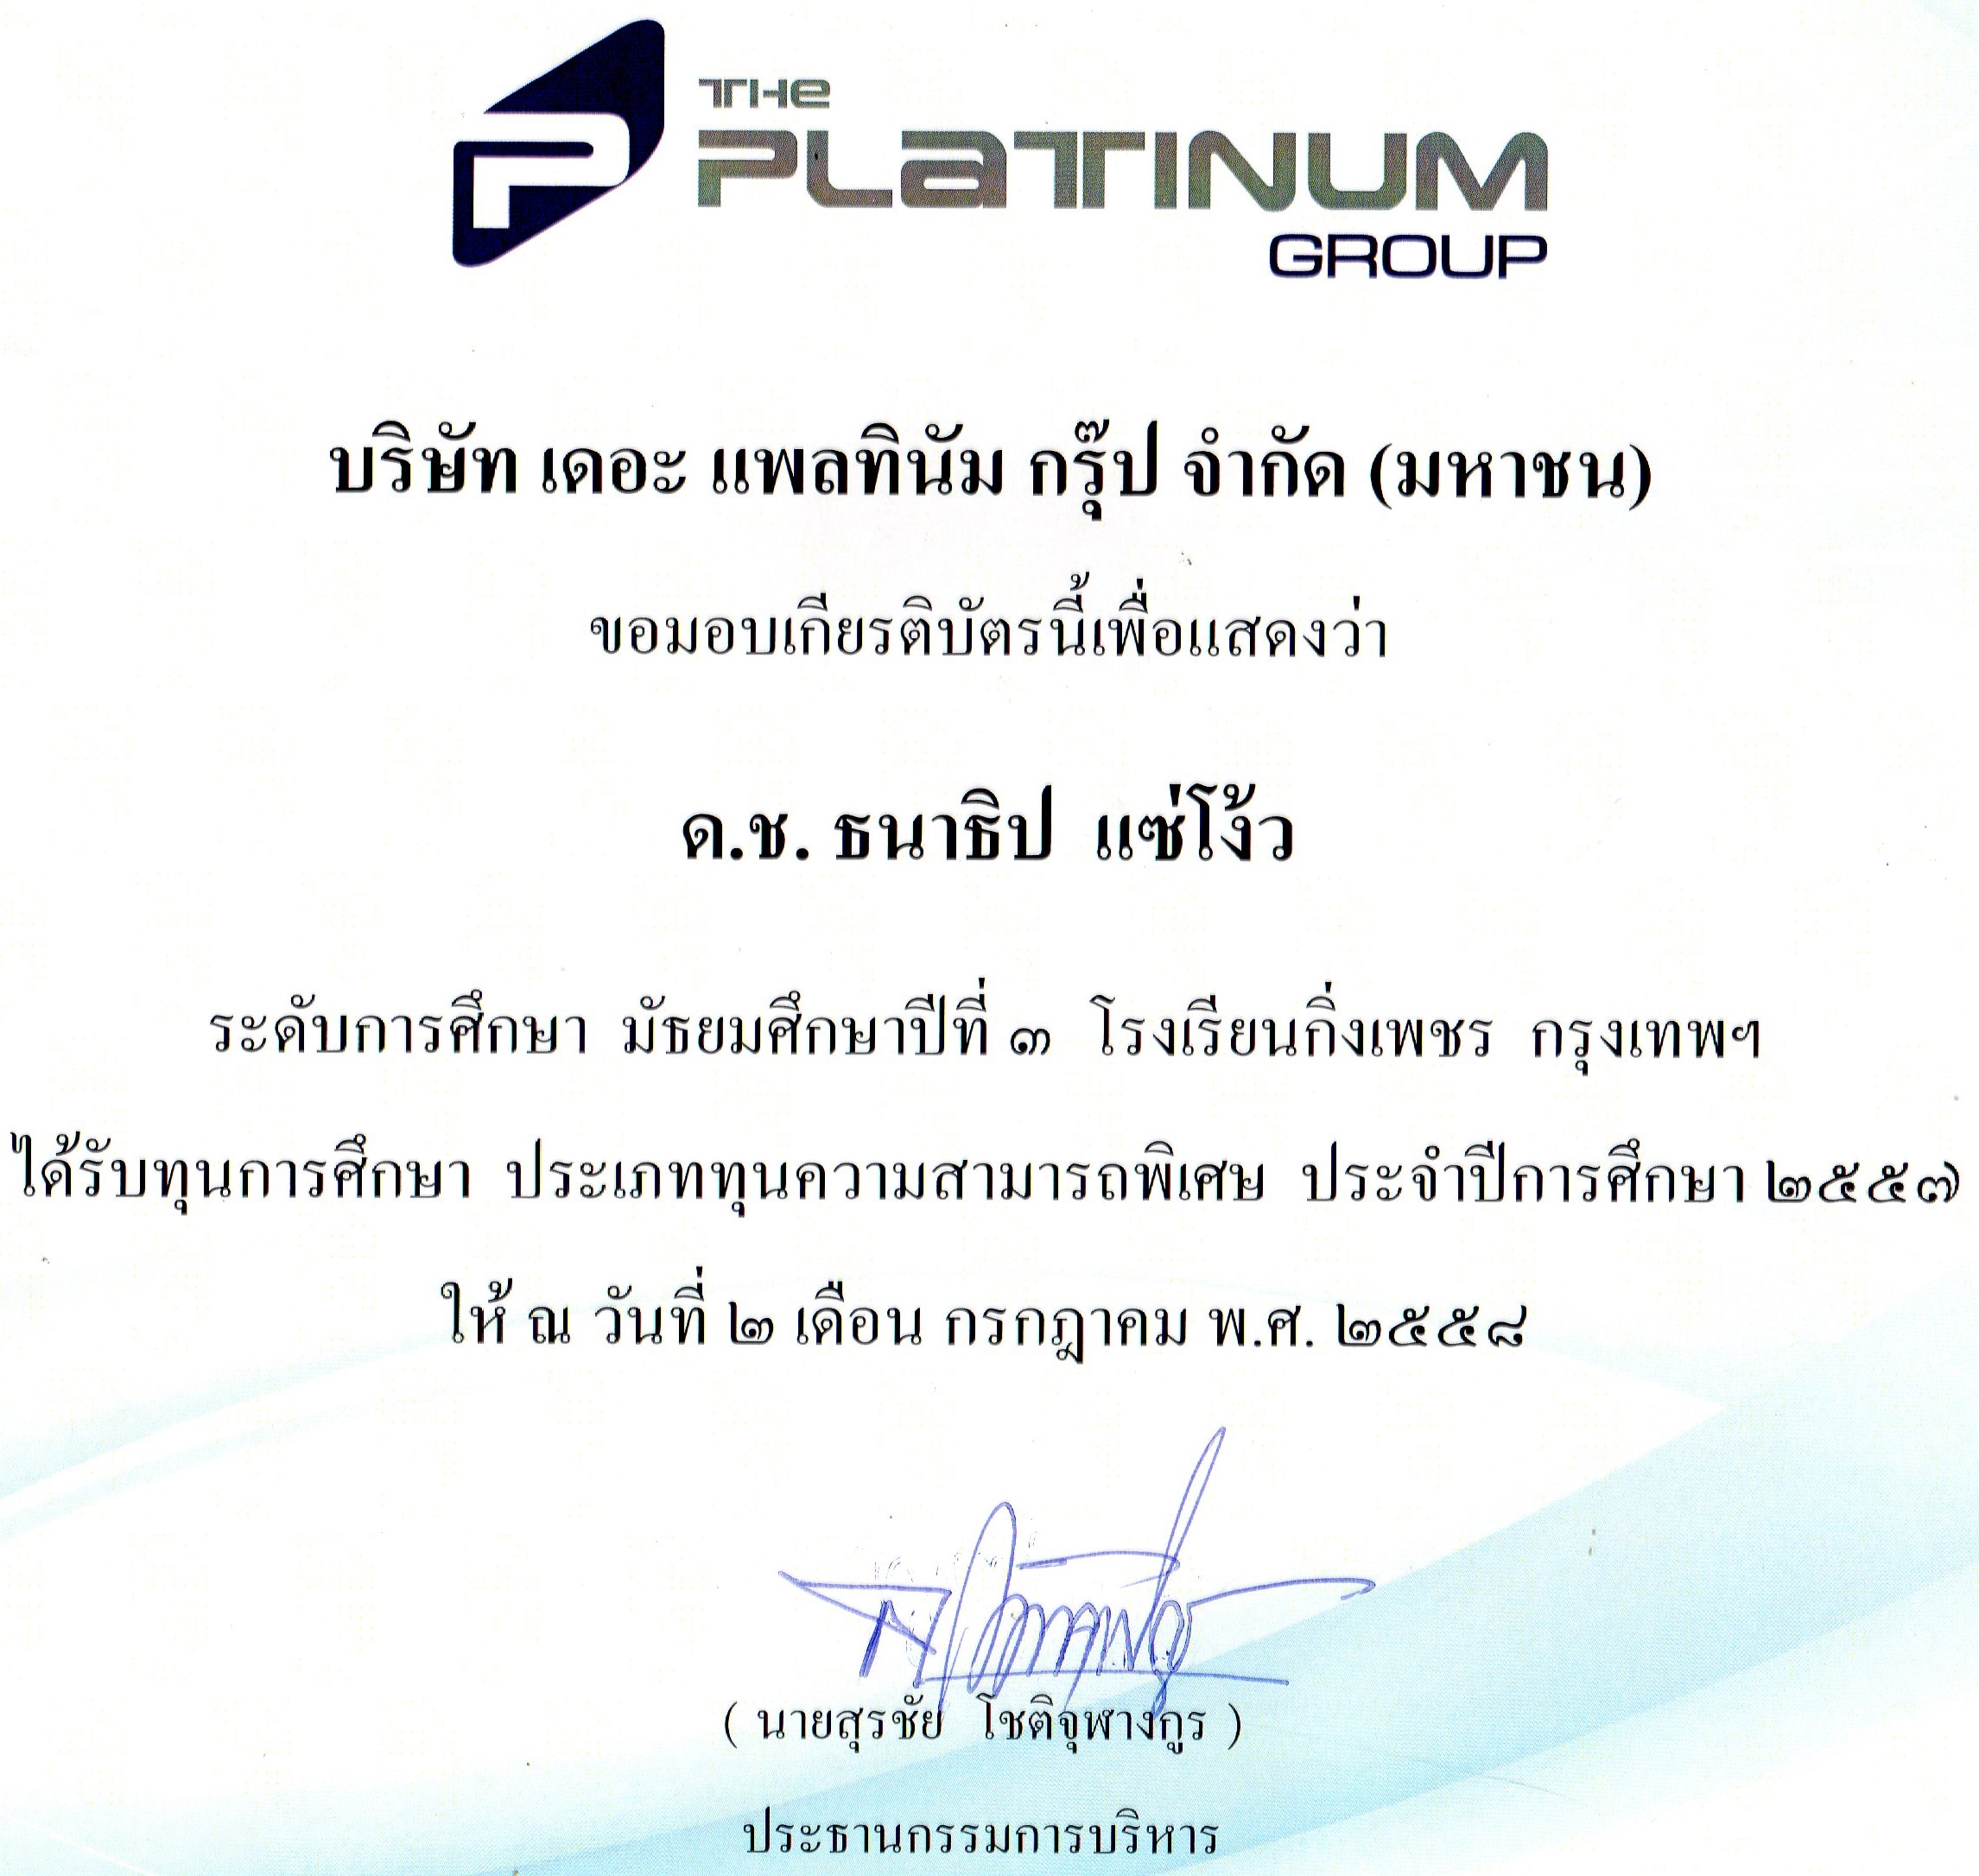 THE
PLATINUM
GROUP
บริษัท เดอะ แพลทินัม กรุ๊ป จำกัด (มหาชน)
ขอมอบเกียรติบัตรนี้เพื่อแสดงว่า
ด.ช. ธนาธิป แซ่โง้ว
ระดับการศึกษา มัธยมศึกษาปีที่ ๓ โรงเรียนกิ่งเพชร กรุงเทพฯ
ได้รับทุนการศึกษา ประเภททุนความสามารถพิเศษ ประจำปีการศึกษา ๒๕๕๗
ให้ ณ วันที่ ๒ เดือน กรกฎาคม พ.ศ. ๒๕๕๘
( นายสุรชัย โชติจุฬางกูร )
ประธานกรรมการบริหาร